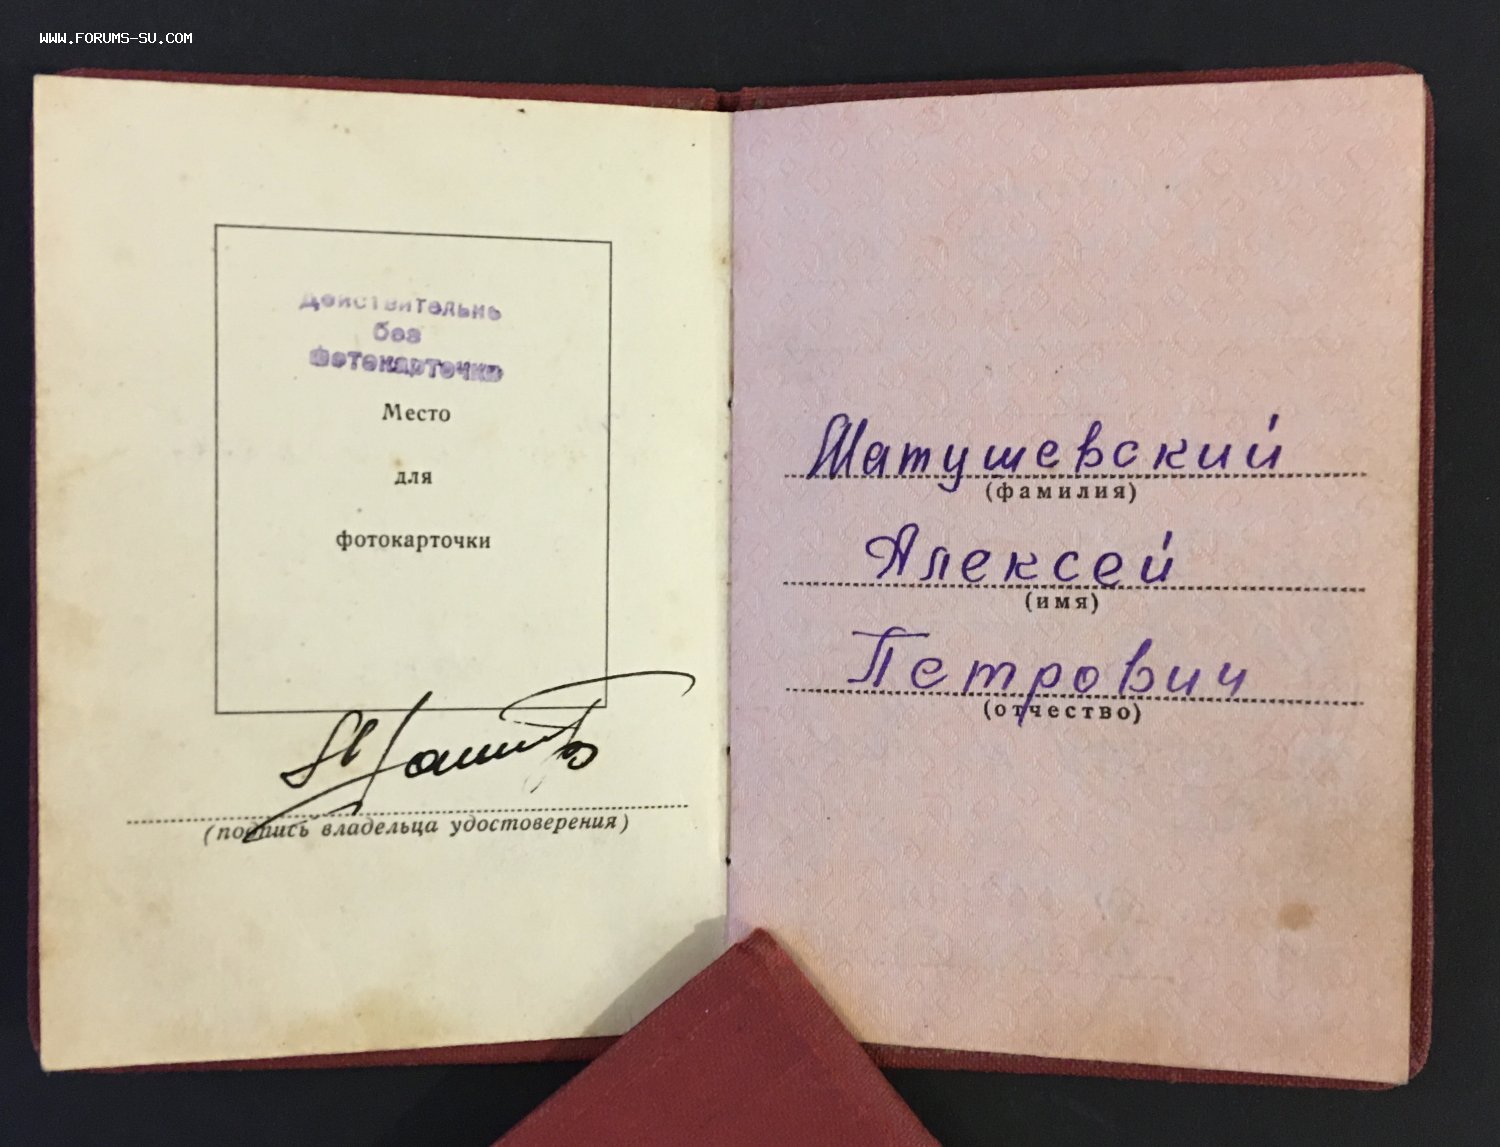 WWW.FORUMS-SU.COM
Действительно
без
фотокарточки
Место
для
фотокарточки
(подпись владельца удостоверения)
Матушевский
(фамилия)
Алексей
(имя)
Петрович
(отчество)